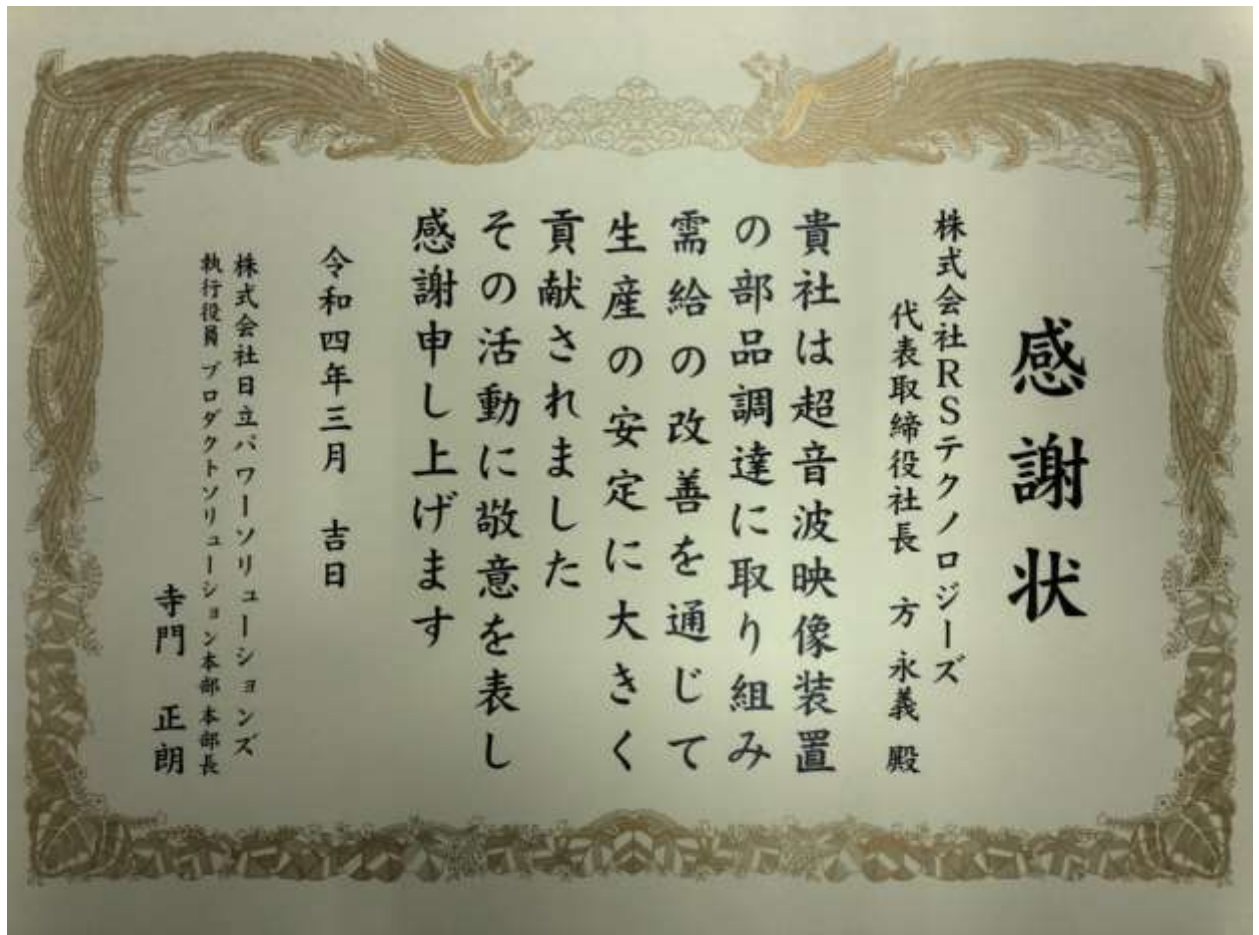 感謝状
株式会社RSテクノロジーズ
代表取締役社長 方 永義 殿
貴社は超音波映像装置
の部品調達に取り組み
需給の改善を通じて
生産の安定に大きく
貢献されました
その活動に敬意を表し
感謝申し上げます
令和四年三月 吉日
株式会社日立パワーソリューションズ
執行役員 プロダクトソリューション本部本部長
寺門 正朗